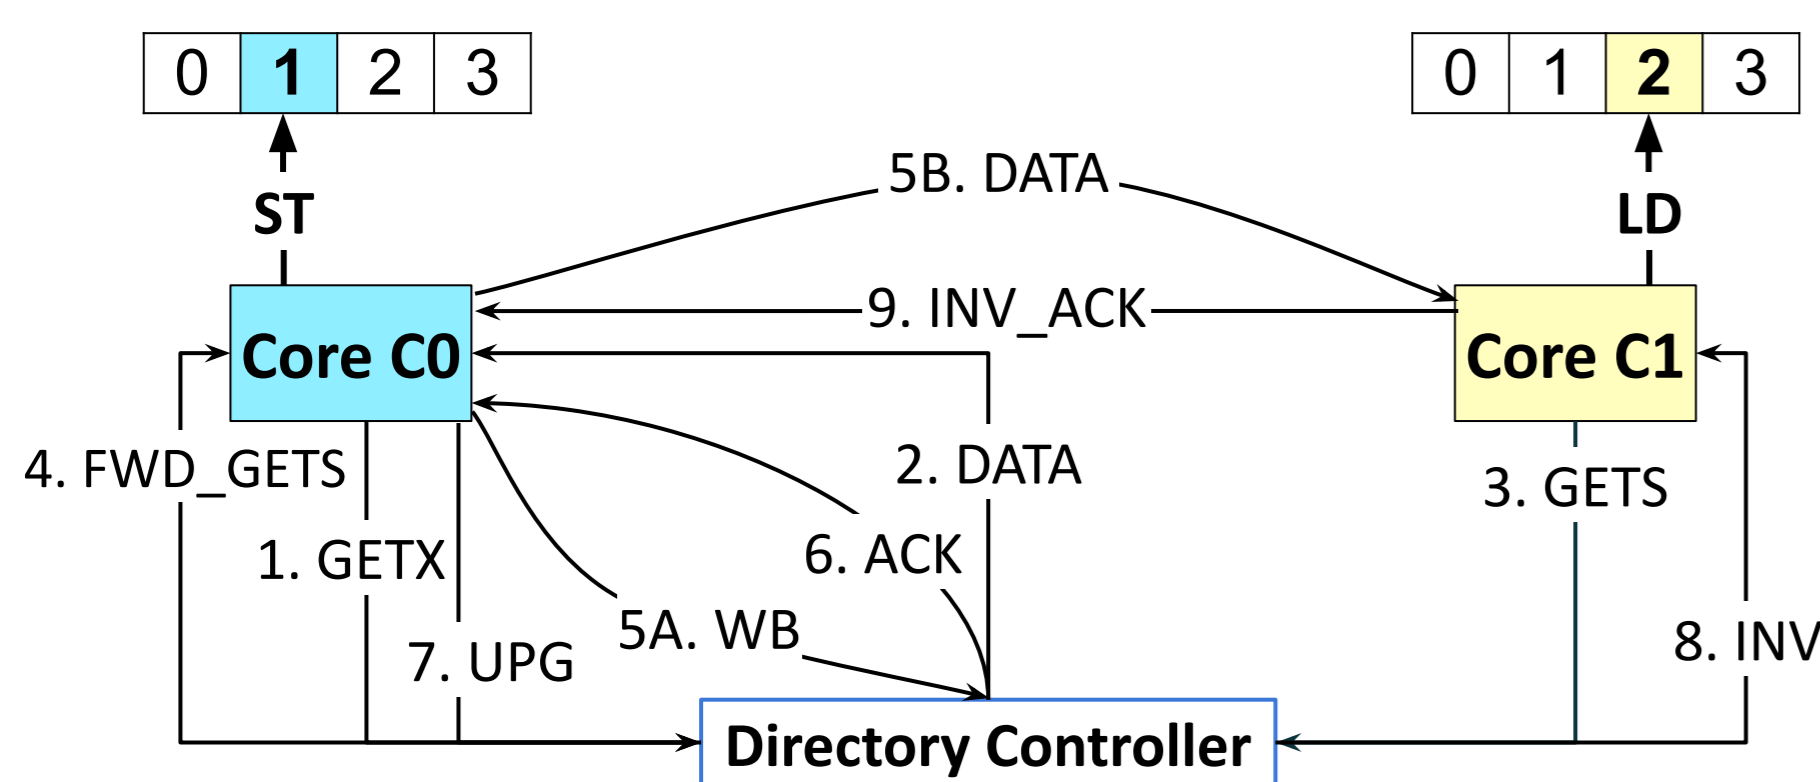 0 1 2 3
0 1 2 3
ST
LD
5B. DATA
9. INV_ACK
Core C0
Core C1
4. FWD_GETS
2. DATA
3. GETS
1. GETX
6. ACK
5A. WB
7. UPG
8. INV
Directory Controller